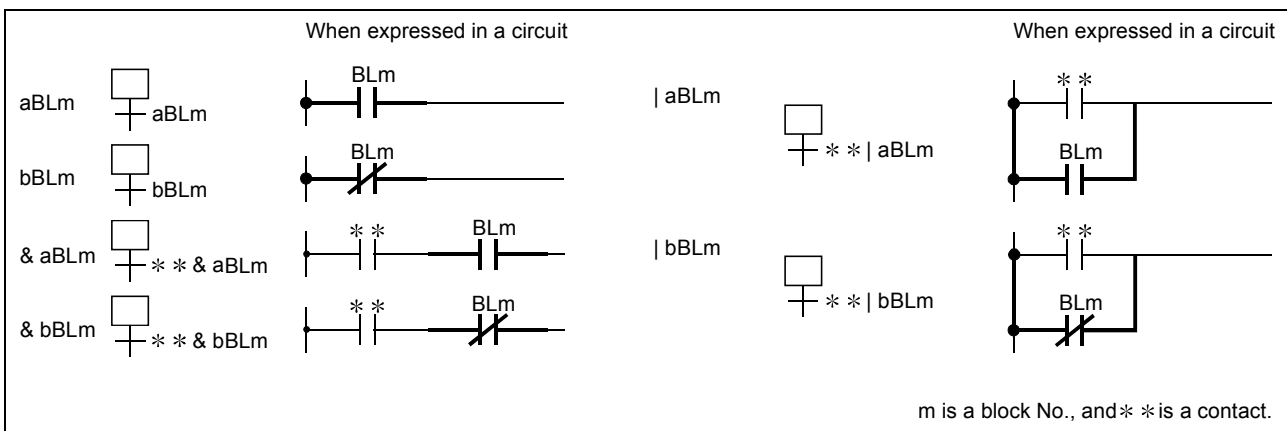 When expressed in a circuit
aBLm
aBLm
BLm
bBLm
bBLm
BLm
& aBLm
＊＊& aBLm
＊＊
BLm
& bBLm
＊＊& bBLm
＊＊
BLm
When expressed in a circuit
| aBLm
＊＊| aBLm
＊＊
BLm
| bBLm
＊＊| bBLm
＊＊
BLm
m is a block No., and＊＊is a contact.